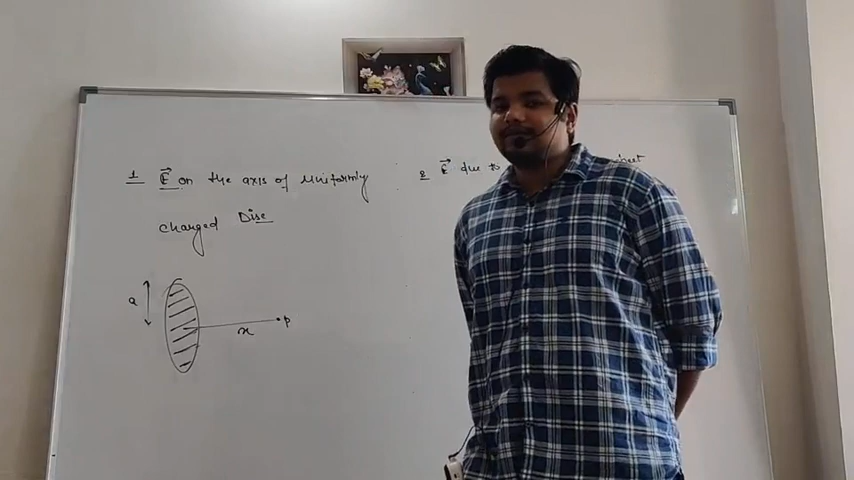 1 E⃗ on the axis of Uniformly
charged Disc
2 E⃗ due to
a
x
P